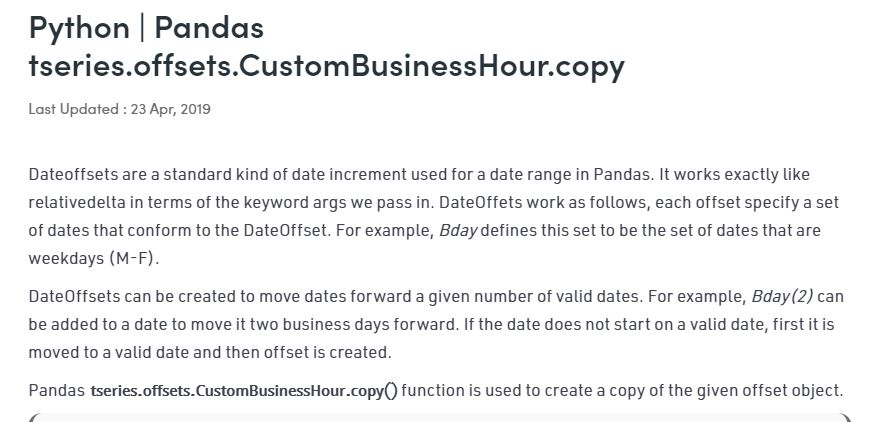 Python | Pandas
tseries.offsets.CustomBusinessHour.copy
Last Updated : 23 Apr, 2019
Dateoffsets are a standard kind of date increment used for a date range in Pandas. It works exactly like
relativedelta in terms of the keyword args we pass in. DateOffets work as follows, each offset specify a set
of dates that conform to the DateOffset. For example, Bday defines this set to be the set of dates that are
weekdays (M-F).
DateOffsets can be created to move dates forward a given number of valid dates. For example, Bday(2) can
be added to a date to move it two business days forward. If the date does not start on a valid date, first it is
moved to a valid date and then offset is created.
Pandas tseries.offsets.CustomBusinessHour.copy() function is used to create a copy of the given offset object.